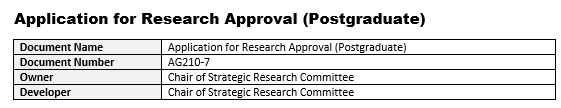 Application for Research Approval (Postgraduate)
Document Name Application for Research Approval (Postgraduate)
Document Number AG210-7
Owner Chair of Strategic Research Committee
Developer Chair of Strategic Research Committee